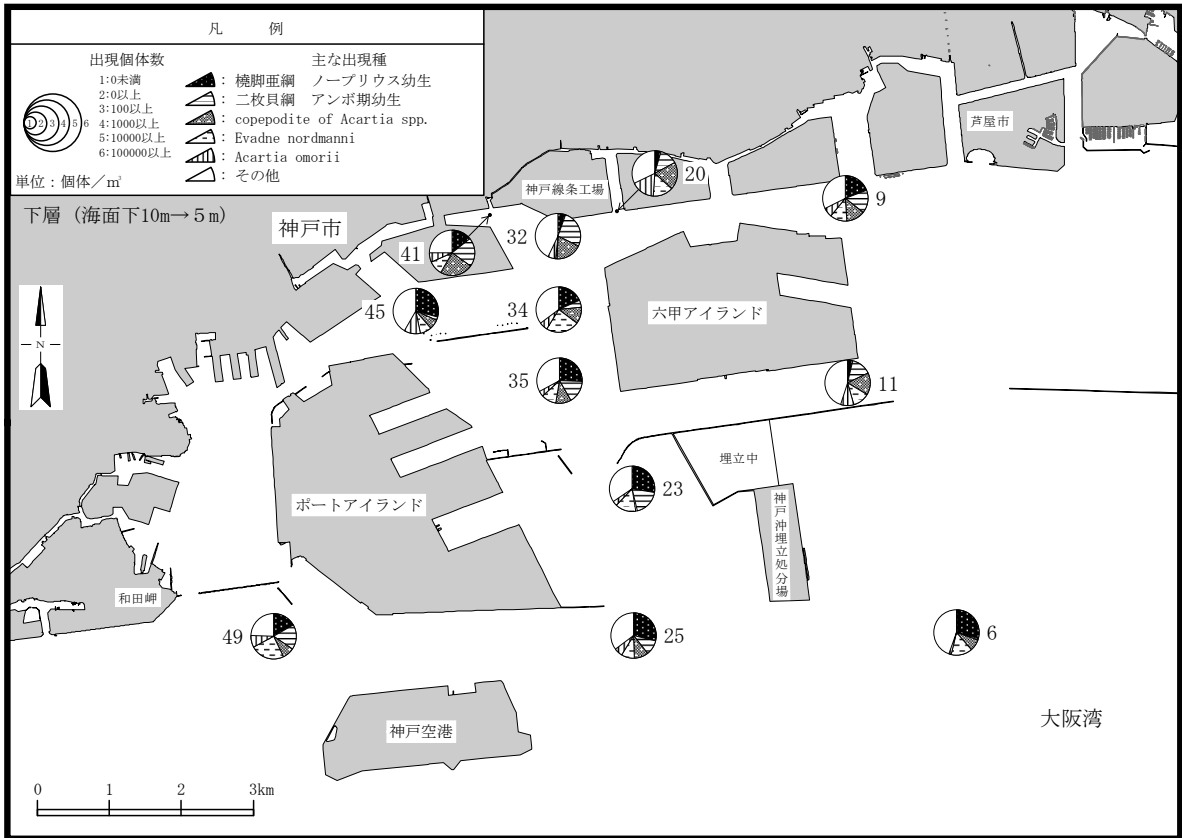 凡 例
出現個体数
1:0未満
2:0以上
3:100以上
4:1000以上
5:10000以上
6:100000以上
1 2 3 4 5 6
単位：個体／㎥
主な出現種
： 橈脚亜綱 ノープリウス幼生
： 二枚貝綱 アンボ期幼生
： copepodite of Acartia spp.
： Evadne nordmanni
： Acartia omorii
： その他
下層（海面下10m→５m）
神戸市
芦屋市
神戸線条工場
20
9
32
41
45
34
六甲アイランド
N
35
11
埋立中
23
ポートアイランド
神戸沖埋立処分場
和田岬
49
25
6
大阪湾
神戸空港
0 1 2 3km